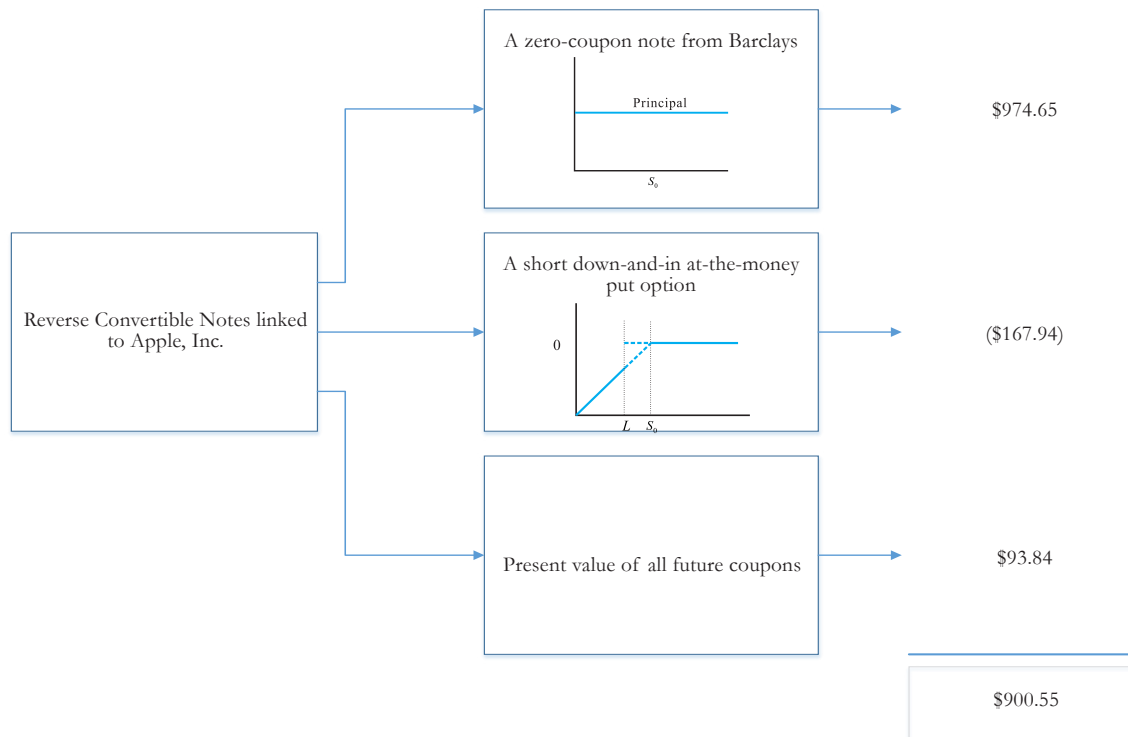 A zero-coupon note from Barclays
Principal
S₀
$974.65
Reverse Convertible Notes linked
to Apple, Inc.
A short down-and-in at-the-money
put option
0
L S₀
($167.94)
Present value of all future coupons
$93.84
$900.55